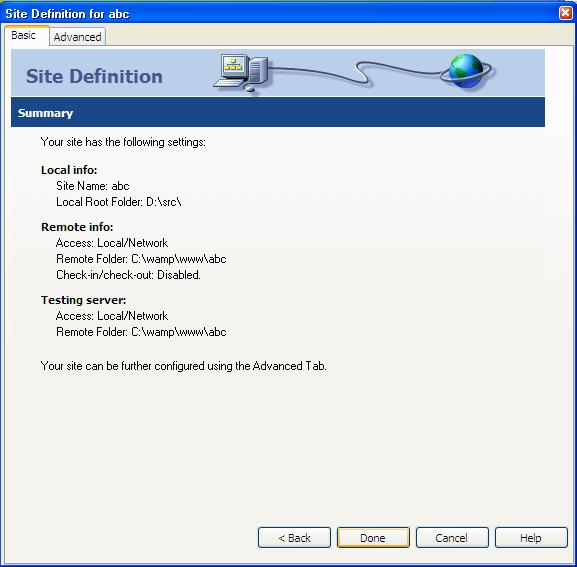 Site Definition for abc
Basic
Advanced
Site Definition
Summary
Your site has the following settings:
Local info:
Site Name: abc
Local Root Folder: D:\src\
Remote info:
Access: Local/Network
Remote Folder: C:\wamp\www\abc
Check-in/check-out: Disabled.
Testing server:
Access: Local/Network
Remote Folder: C:\wamp\www\abc
Your site can be further configured using the Advanced Tab.
< Back
Done
Cancel
Help